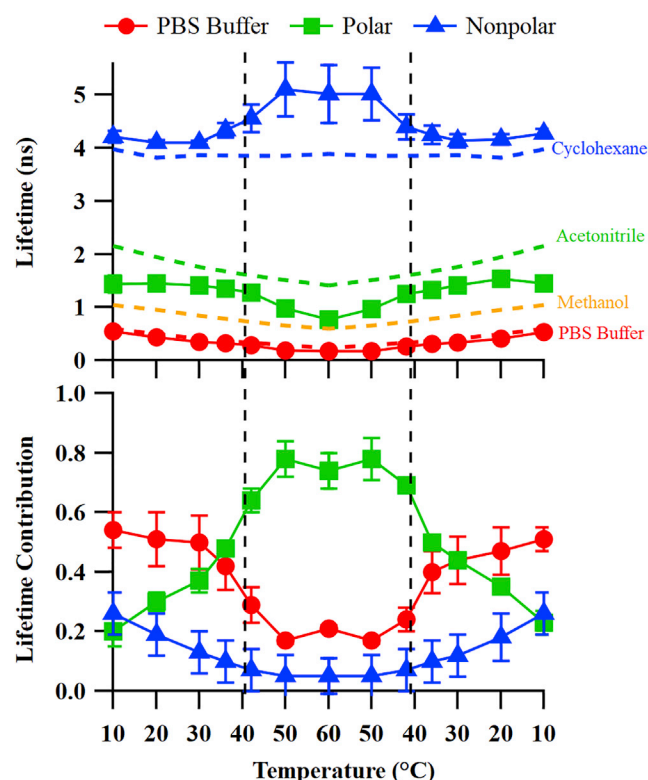 PBS Buffer Polar Nonpolar
Lifetime (ns)
5
4
3
2
1
0
Cyclohexane
Acetonitrile
Methanol
PBS Buffer
Lifetime Contribution
1.0
0.8
0.6
0.4
0.2
0.0
10 20 30 40 50 60 50 40 30 20 10
Temperature (°C)